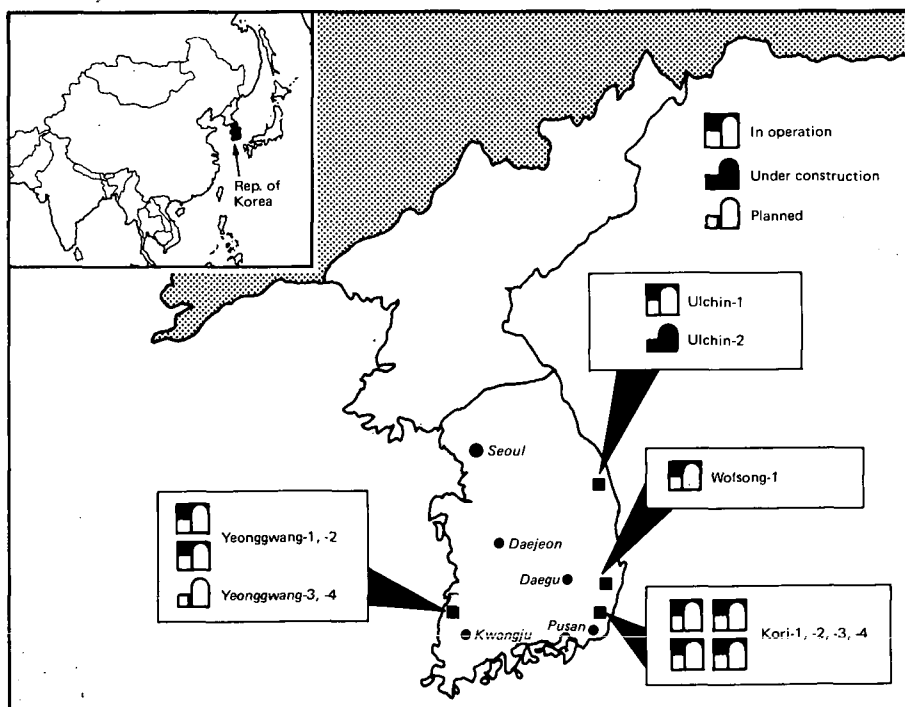 Rep. of
Korea
In operation
Under construction
Planned
Ulchin-1
Ulchin-2
Seoul
Wolsong-1
Yeonggwang-1, -2
Daejeon
Daegu
Yeonggwang-3, -4
Kwangju
Pusan
Kori-1, -2, -3, -4